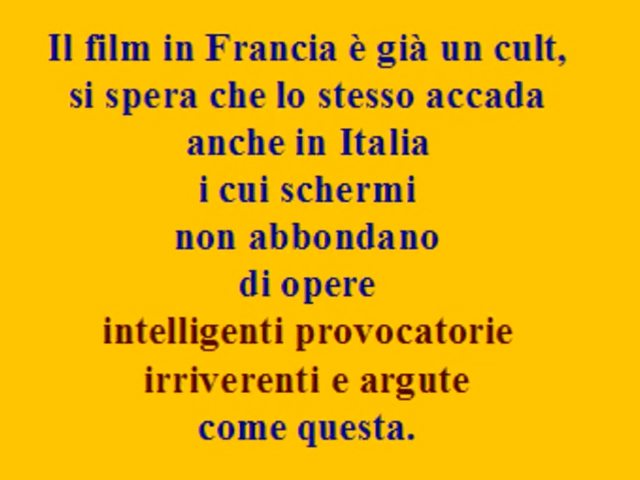 Il film in Francia è già un cult,
si spera che lo stesso accada
anche in Italia
i cui schermi
non abbondano
di opere
intelligenti provocatorie
irriverenti e argute
come questa.